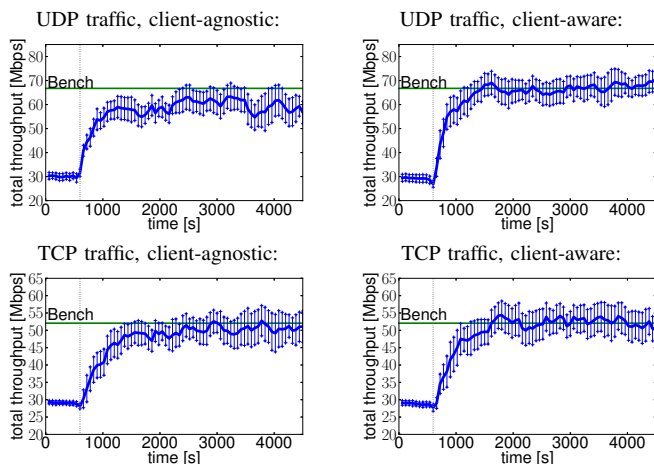 UDP traffic, client-agnostic:
total throughput [Mbps]
80
70
60
50
40
30
20
Bench
0 1000 2000 3000 4000
time [s]
UDP traffic, client-aware:
total throughput [Mbps]
80
70
60
50
40
30
20
Bench
0 1000 2000 3000 4000
time [s]
TCP traffic, client-agnostic:
total throughput [Mbps]
65
60
55
50
45
40
35
30
25
20
Bench
0 1000 2000 3000 4000
time [s]
TCP traffic, client-aware:
total throughput [Mbps]
65
60
55
50
45
40
35
30
25
20
Bench
0 1000 2000 3000 4000
time [s]